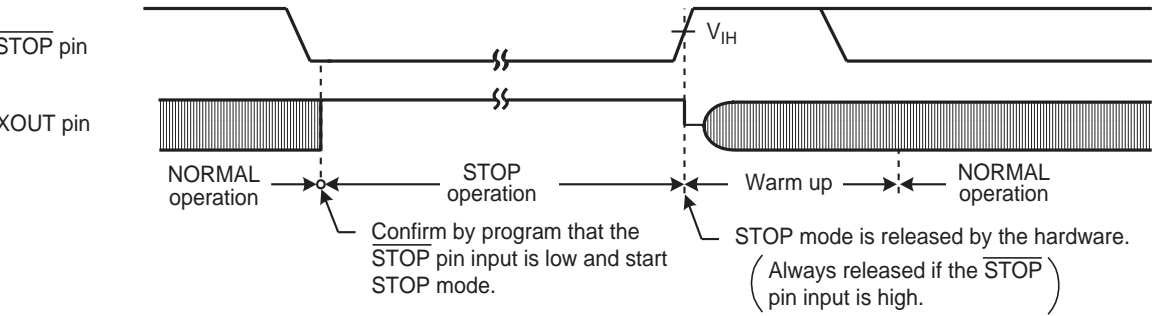 STOP pin
VIH
XOUT pin
NORMAL
operation
STOP
operation
Warm up
NORMAL
operation
Confirm by program that the
STOP pin input is low and start
STOP mode.
STOP mode is released by the hardware.
(Always released if the STOP
pin input is high.)